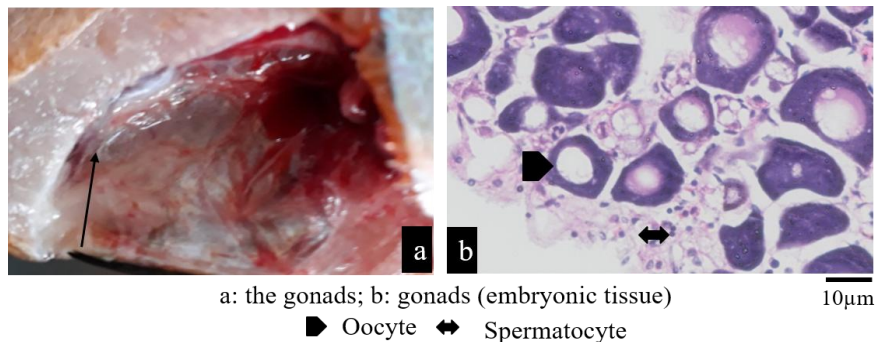 a
b
10µm
a: the gonads; b: gonads (embryonic tissue)
Oocyte Spermatocyte